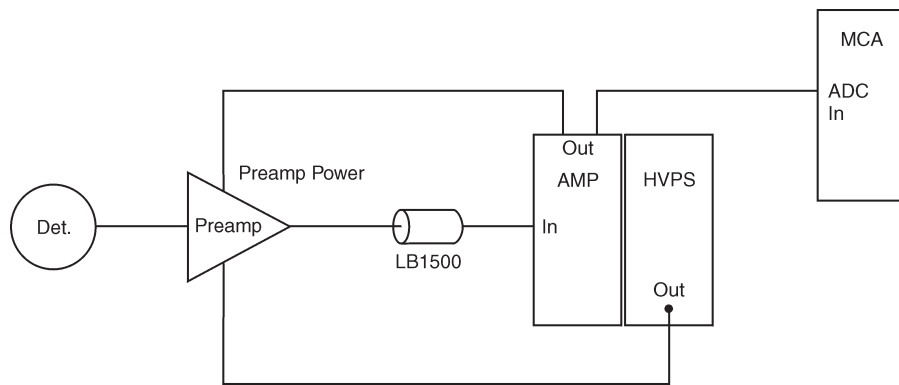 MCA
ADC
In
Out
AMP
HVPS
Preamp Power
Det.
Preamp
In
LB1500
Out